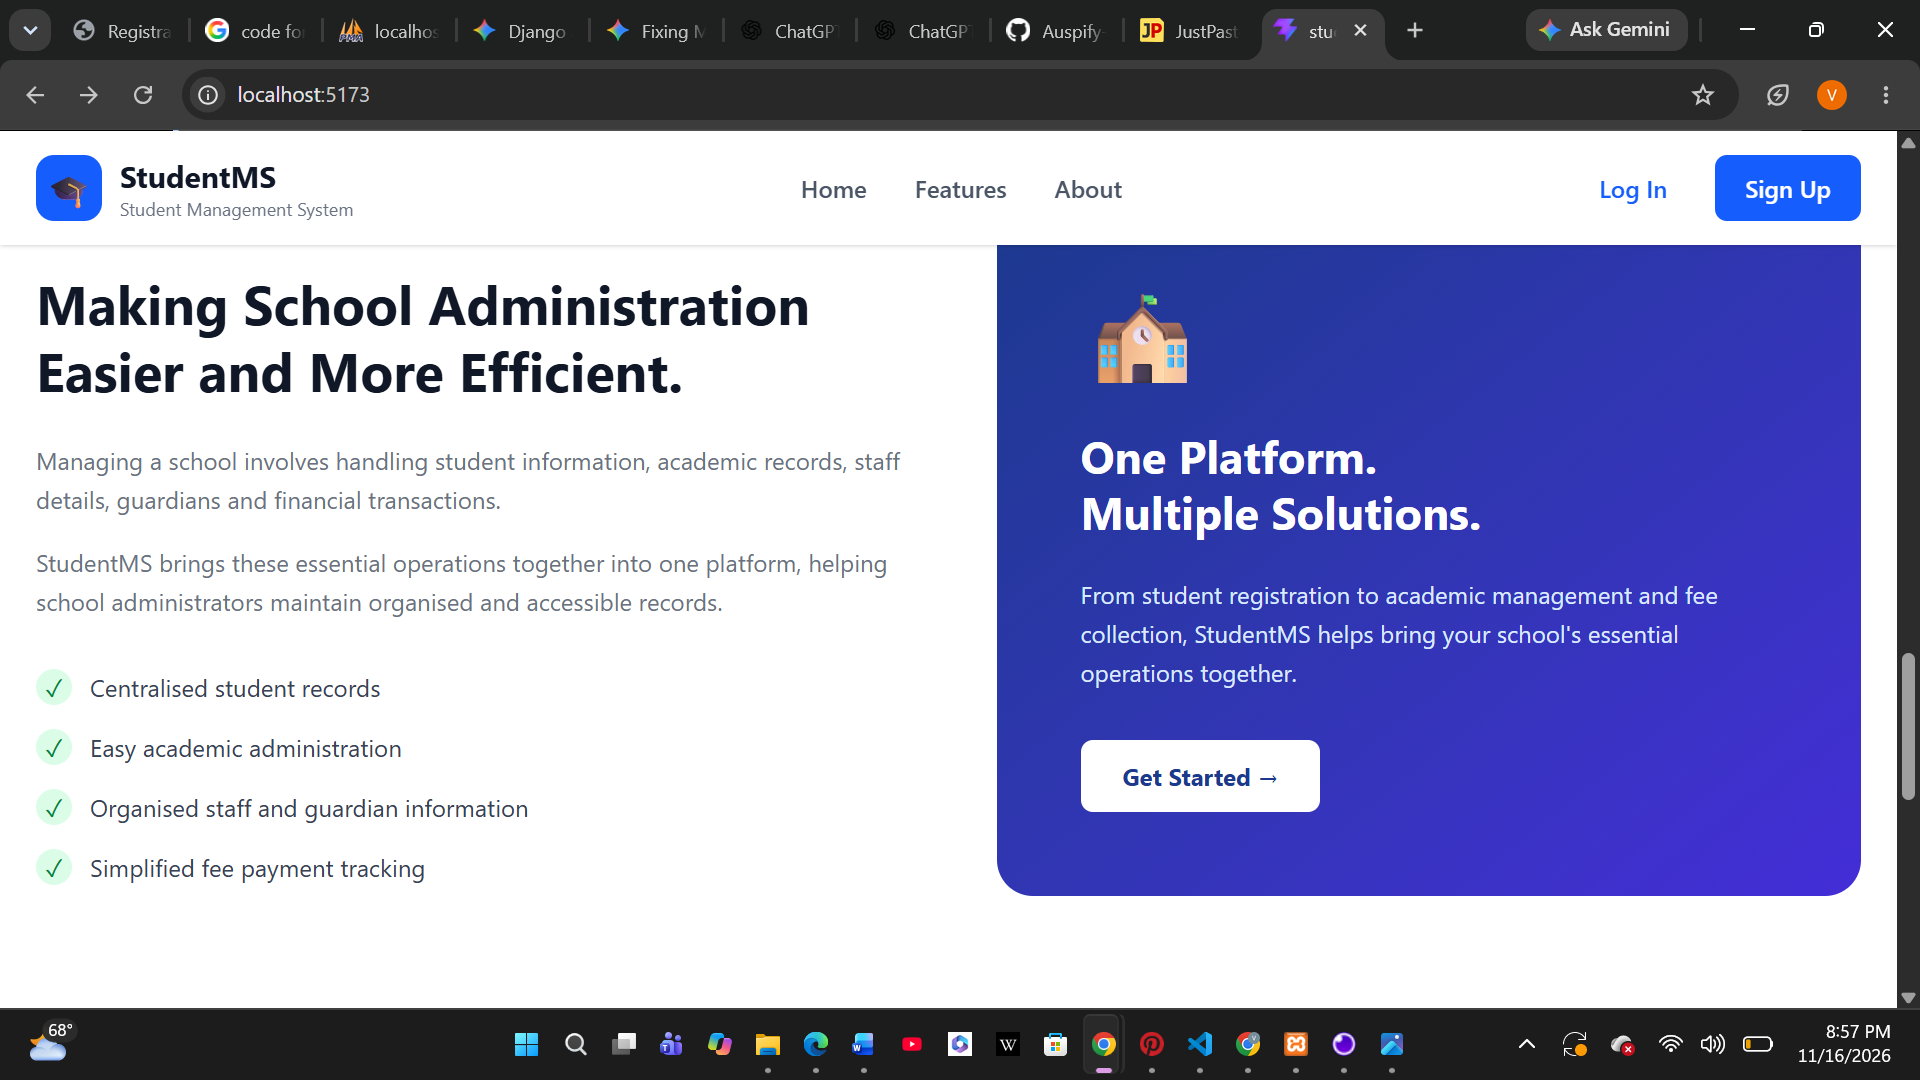 Registra
code fo
localhos
Django
Fixing M
ChatGP
ChatGP
Auspify-
JustPast
stu
Ask Gemini
localhost:5173
V
StudentMS
Student Management System
Home
Features
About
Log In
Sign Up
Making School Administration
Easier and More Efficient.
Managing a school involves handling student information, academic records, staff
details, guardians and financial transactions.
StudentMS brings these essential operations together into one platform, helping
school administrators maintain organised and accessible records.
✓ Centralised student records
✓ Easy academic administration
✓ Organised staff and guardian information
✓ Simplified fee payment tracking
One Platform.
Multiple Solutions.
From student registration to academic management and fee
collection, StudentMS helps bring your school's essential
operations together.
Get Started →
68°
8:57 PM
11/16/2026